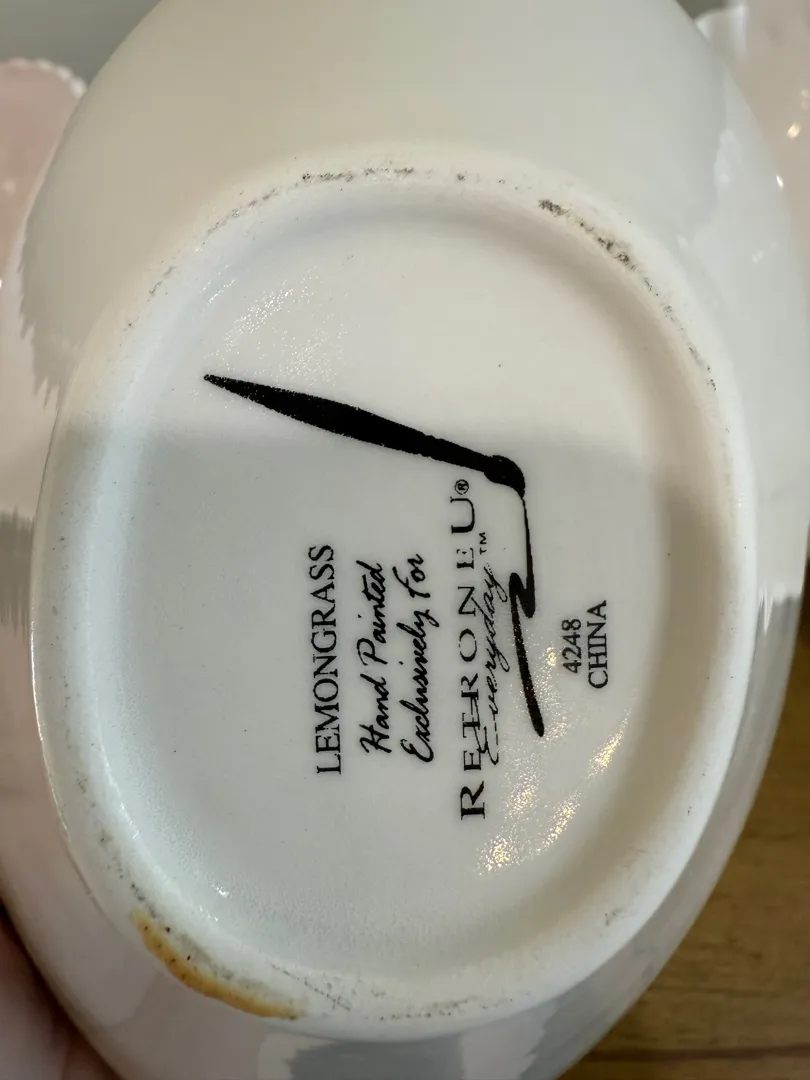 LEMONGRASS
Hand Painted
Exclusively For
RETRONEU®
Everyday™
4248
CHINA